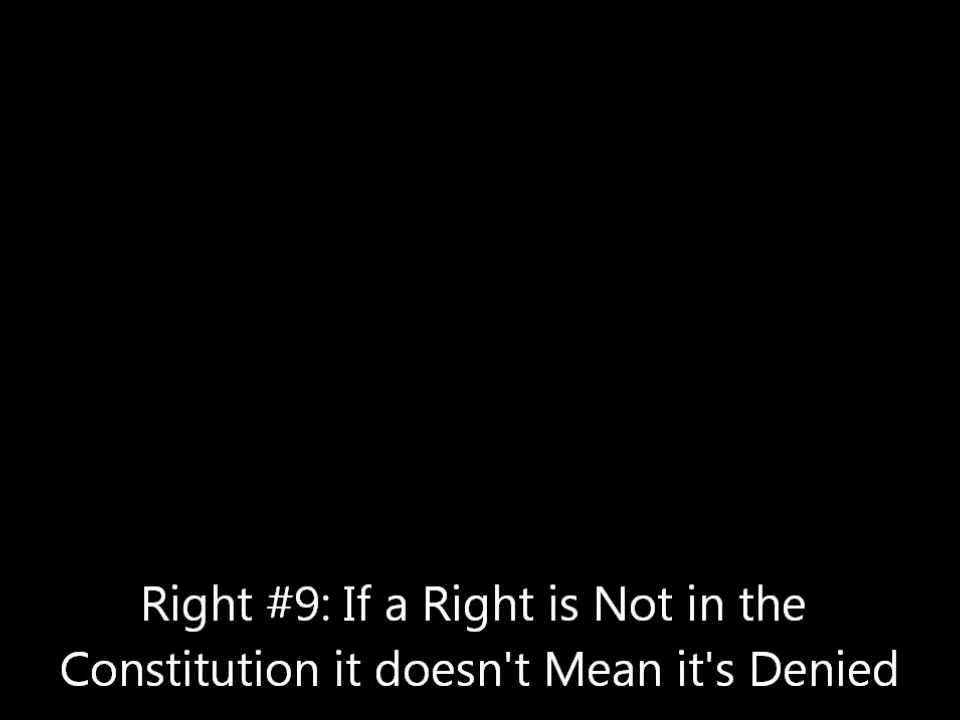 Right #9: If a Right is Not in the
Constitution it doesn't Mean it's Denied